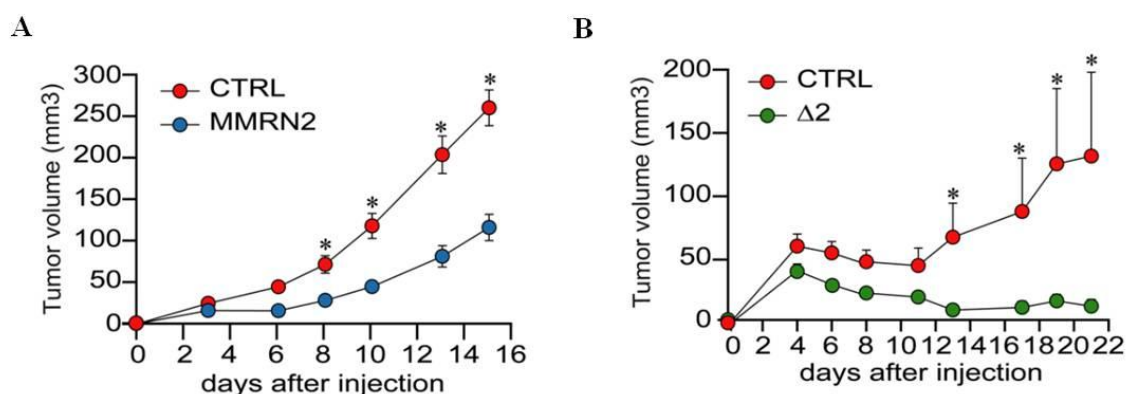 A
Tumor volume (mm3)
300
250
200
150
100
50
0
CTRL
MMRN2
* * * * *
0 2 4 6 8 10 12 14 16
days after injection
B
Tumor volume (mm3)
200
150
100
50
0
CTRL
Δ2
* * * *
0 2 4 6 8 10 12 14 16 18 20 22
days after injection